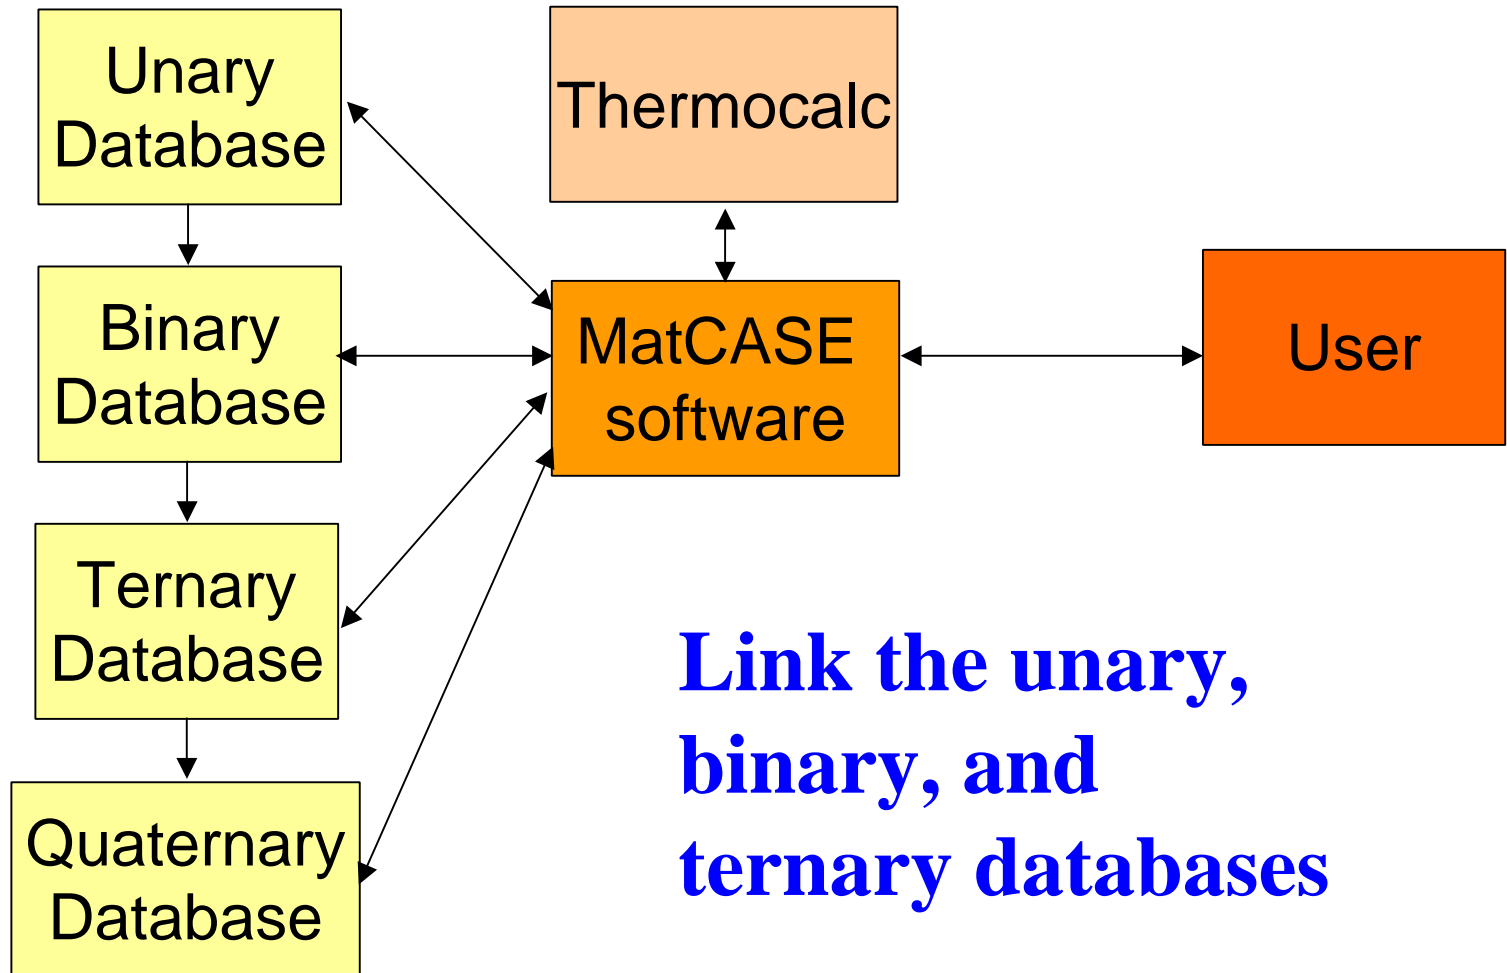 Unary
Database
Thermocalc
Binary
Database
MatCASE
software
User
Ternary
Database
Quaternary
Database
Link the unary,
binary, and
ternary databases